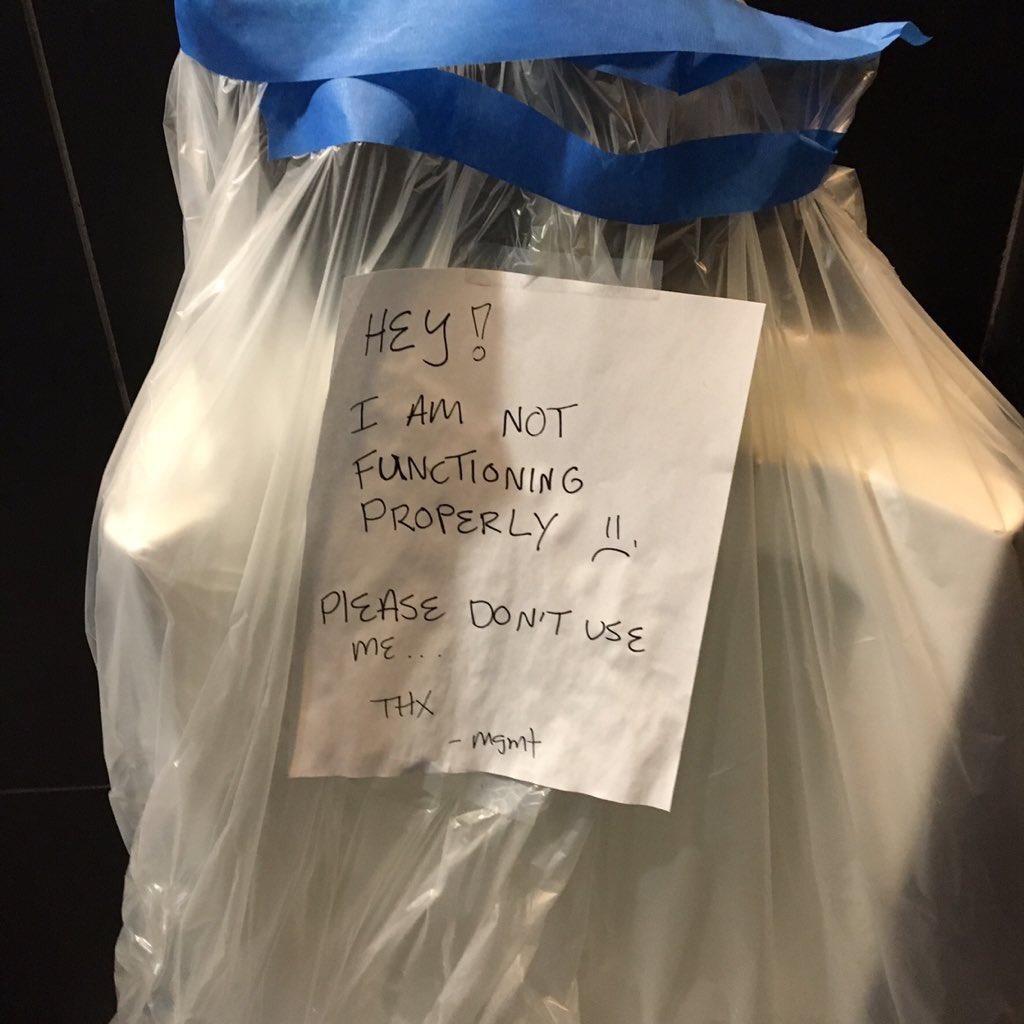 HEY!
I AM NOT
FUNCTIONING
PROPERLY
PLEASE DON'T USE
ME...
THX
- mgmt